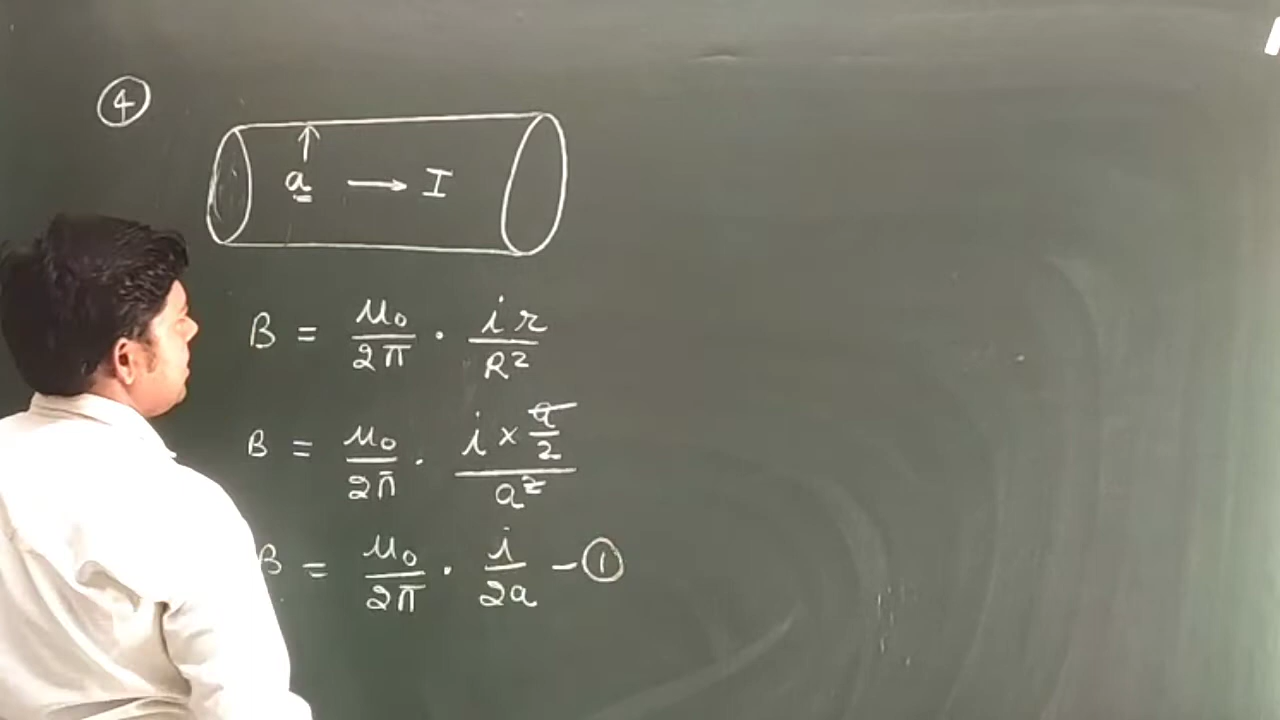 ④
a → I
B = μ₀/2π · ir/R²
B = μ₀/2π · (i × a/2)/a²
B = μ₀/2π · i/2a – ①